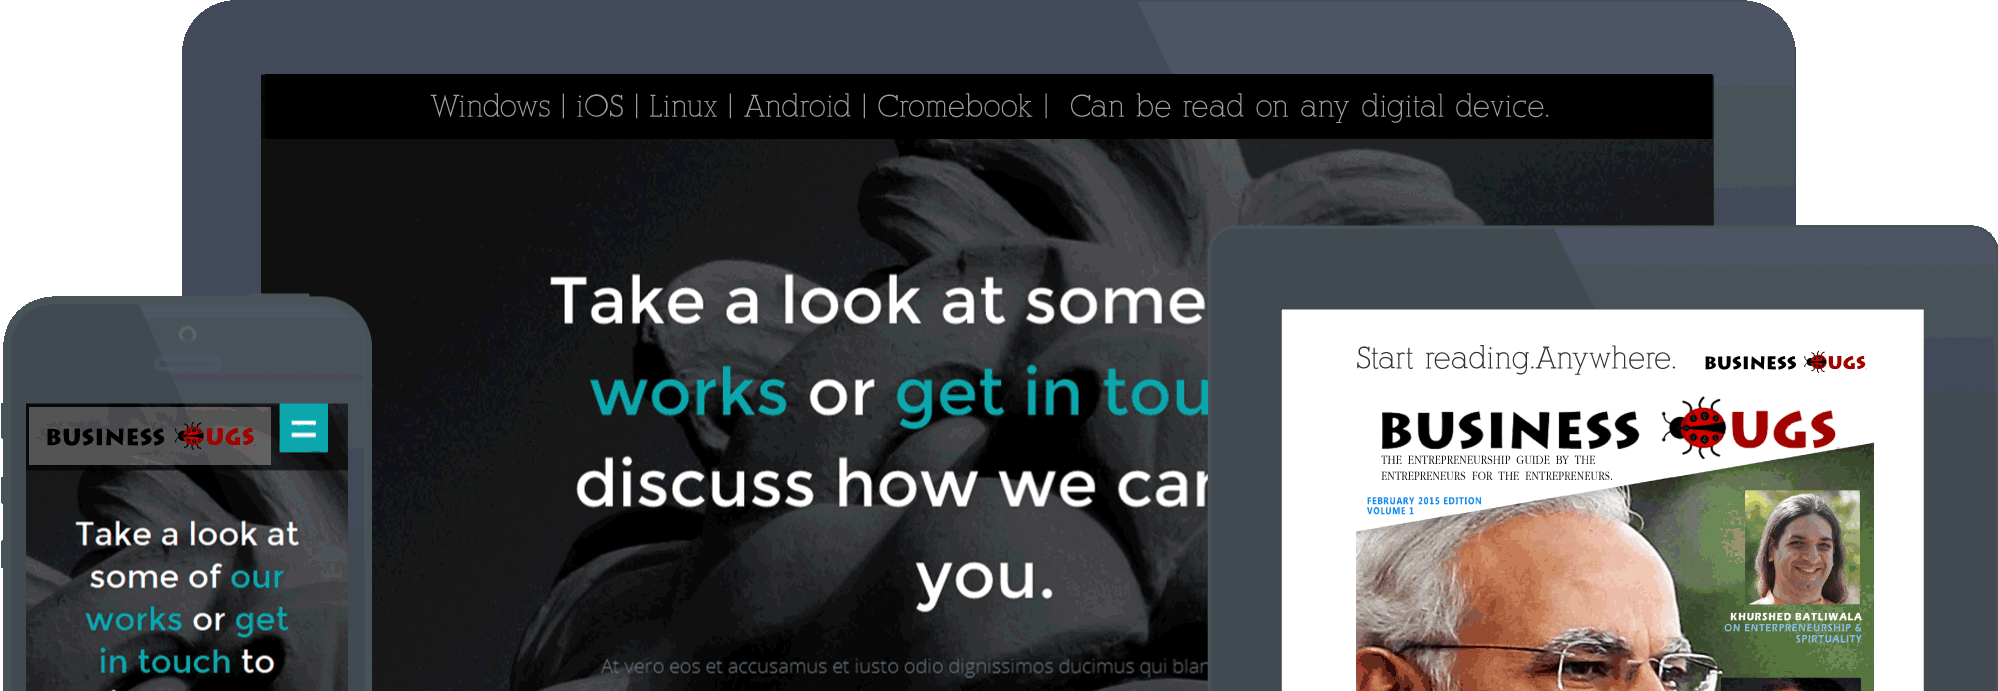 Windows | iOS | Linux | Android | Cromebook | Can be read on any digital device.
Take a look at some
works or get in tou
discuss how we can
you.
At vero eos et accusamus et iusto odio dignissimos ducimus qui blan
BUSINESS UGS
Take a look at
some of our
works or get
in touch to
Start reading.Anywhere.
BUSINESS UGS
BUSINESS UGS
THE ENTREPRENEURSHIP GUIDE BY THE
ENTREPRENEURS FOR THE ENTREPRENEURS.
FEBRUARY 2015 EDITION
VOLUME 1
KHURSHED BATLIWALA
ON ENTERPRENEURSHIP &
SPIRTUALITY